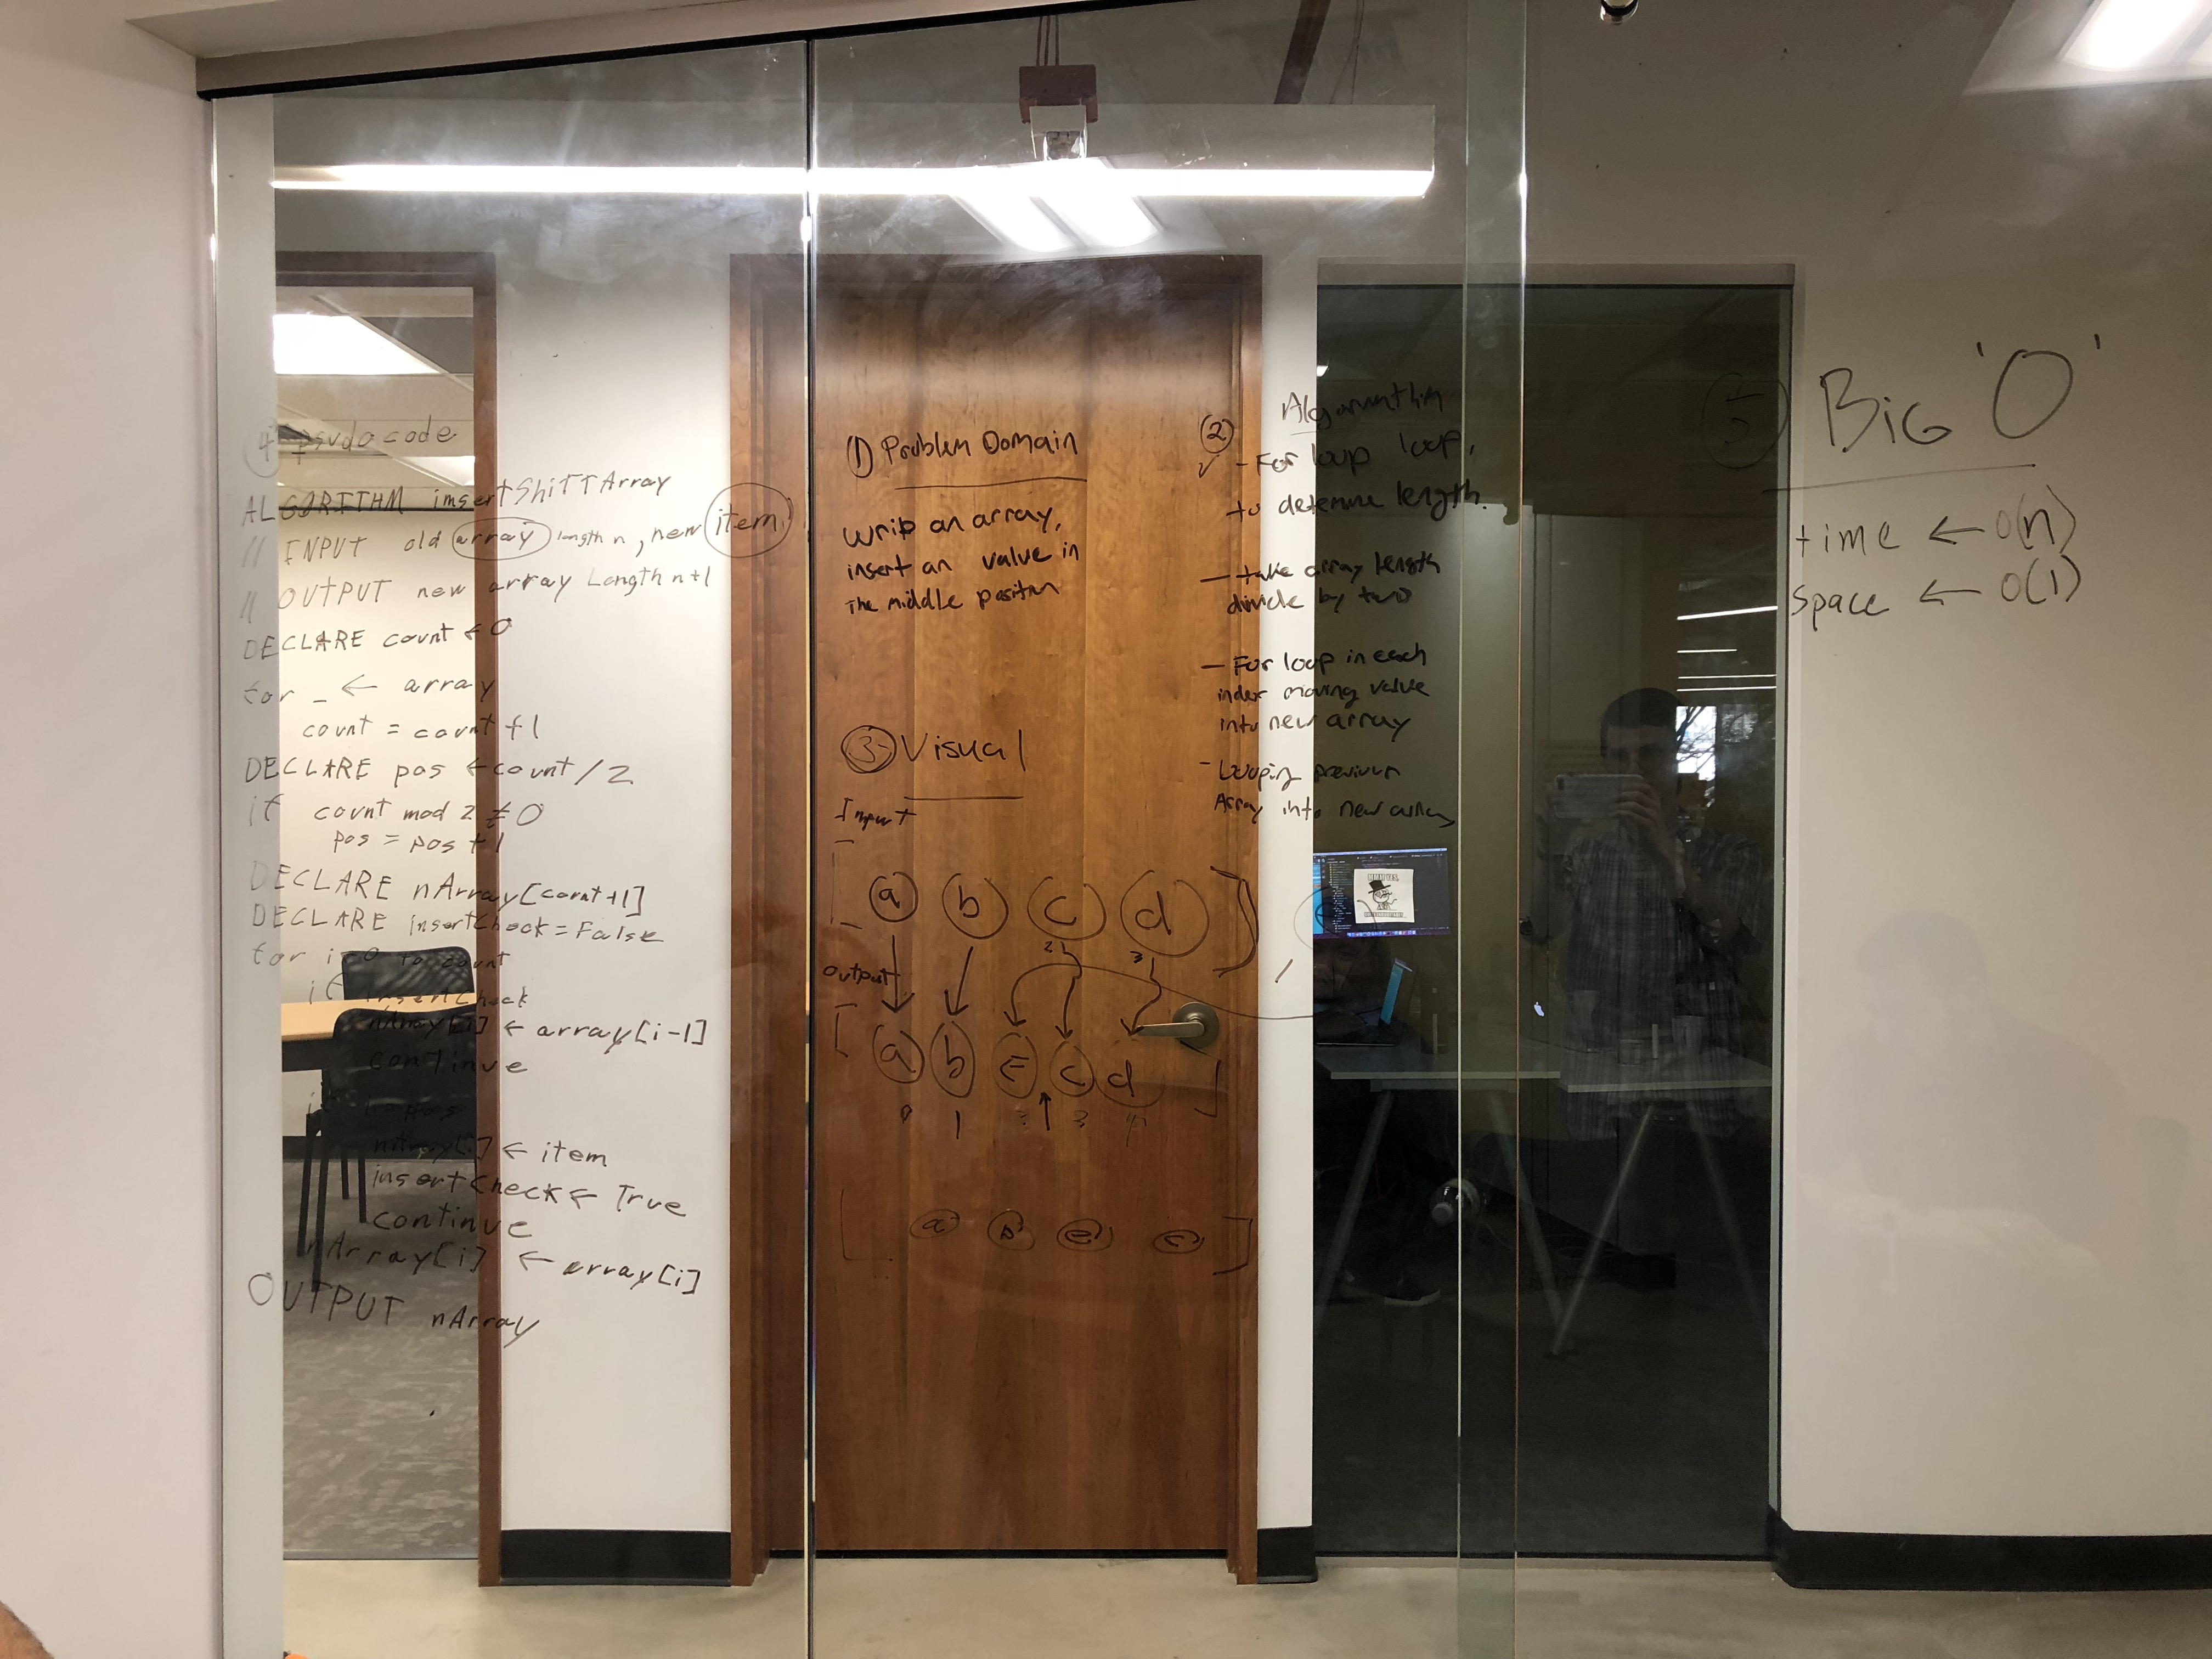 ① Problem Domain
Write an array,
insert an value in
The middle position
② Algorithm
✓ - For loop loop,
to determine length.
- take array length
divide by two
- For loop in each
index moving value
into new array
- Looping previous
Array into new array
③ Visual
Input
[ a b c d ]
2 3
output
[ a b E c d ]
0 1 2 3 4
[ a b e c ]
④ psudocode
ALGORITHM insertShiftArray
// INPUT old array length n, new item
// OUTPUT new array Length n+1
DECLARE count ← 0
for _ ← array
count = count + 1
DECLARE pos ← count / 2
if count mod 2 ≠ 0
pos = pos + 1
DECLARE nArray[count+1]
DECLARE insertCheck = False
for i = 0 to count
if insertCheck
nArray[i] ← array[i-1]
continue
nArray[i] ← item
insertCheck ← True
continue
nArray[i] ← array[i]
OUTPUT nArray
⑤ BiG 'O'
time ← O(n)
space ← O(1)